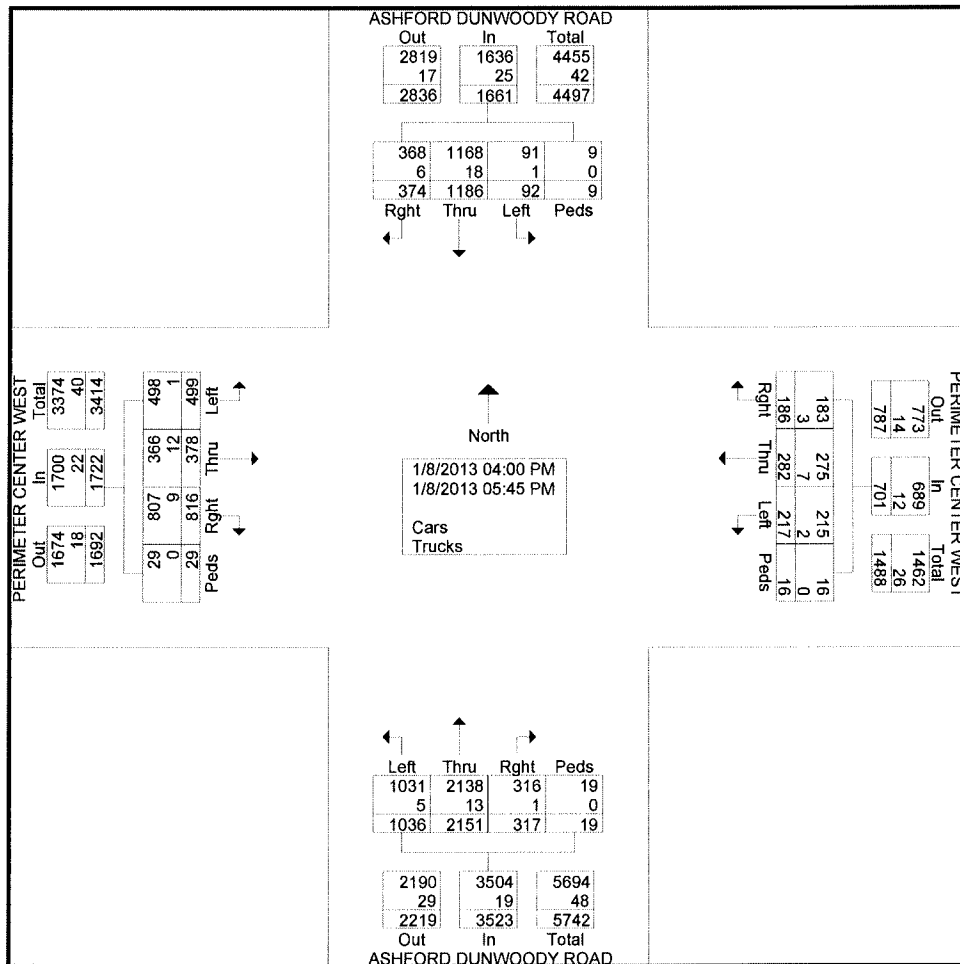 ASHFORD DUNWOODY ROAD
Out In Total
2819 1636 4455
17 25 42
2836 1661 4497
368 1168 91 9
6 18 1 0
374 1186 92 9
Rght Thru Left Peds
PERIMETER CENTER WEST
Total In Out
3374 1700 1674
40 22 18
3414 1722 1692
498 366 807 29
1 12 9 0
499 378 816 29
Left Thru Rght Peds
North
1/8/2013 04:00 PM
1/8/2013 05:45 PM
Cars
Trucks
PERIMETER CENTER WEST
Out In Total
773 689 1462
14 12 26
787 701 1488
183 275 215 16
3 7 2 0
186 282 217 16
Rght Thru Left Peds
Left Thru Rght Peds
1031 2138 316 19
5 13 1 0
1036 2151 317 19
2190 3504 5694
29 19 48
2219 3523 5742
Out In Total
ASHFORD DUNWOODY ROAD